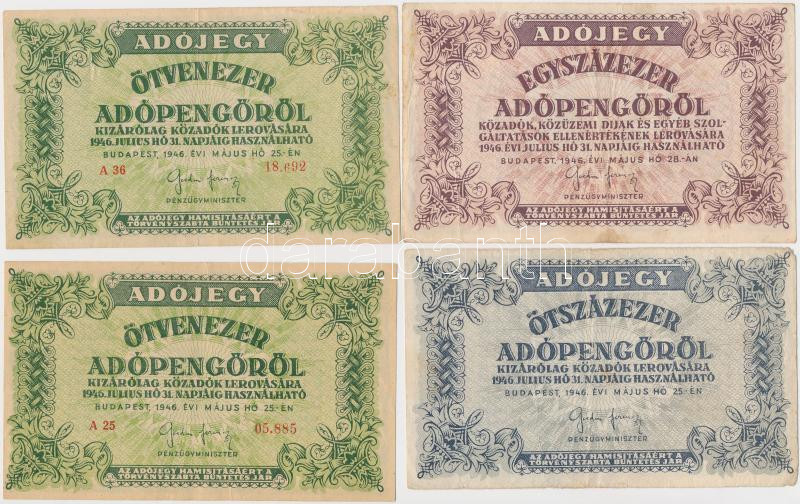 ADÓJEGY
ÖTVENEZER
ADÓPENGŐRŐL
KIZÁRÓLAG KÖZADÓK LEROVÁSÁRA
1946. JULIUS HÓ 31. NAPJÁIG HASZNÁLHATÓ
BUDAPEST, 1946. ÉVI MÁJUS HÓ 25.-ÉN
A 36 18.692
PÉNZÜGYMINISZTER
AZ ADÓJEGY HAMISITÁSÁÉRT A
TÖRVÉNYSZABTA BÜNTETÉS JÁR
ADÓJEGY
EGYSZÁZEZER
ADÓPENGŐRŐL
KÖZADÓK, KÖZÜZEMI DIJAK ÉS EGYÉB SZOL-
GÁLTATÁSOK ELLENÉRTÉKÉNEK LEROVÁSÁRA
1946. ÉVI JULIUS HÓ 31. NAPJÁIG HASZNÁLHATÓ
BUDAPEST, 1946. ÉVI MÁJUS HÓ 28.-ÁN
PÉNZÜGYMINISZTER
AZ ADÓJEGY HAMISITÁSÁÉRT A
TÖRVÉNYSZABTA BÜNTETÉS JÁR
darabanth
ADÓJEGY
ÖTVENEZER
ADÓPENGŐRŐL
KIZÁRÓLAG KÖZADÓK LEROVÁSÁRA
1946. JULIUS HÓ 31. NAPJÁIG HASZNÁLHATÓ
BUDAPEST, 1946. ÉVI MÁJUS HÓ 25.-ÉN
A 25 05.885
PÉNZÜGYMINISZTER
AZ ADÓJEGY HAMISITÁSÁÉRT A
TÖRVÉNYSZABTA BÜNTETÉS JÁR
ADÓJEGY
ÖTSZÁZEZER
ADÓPENGŐRŐL
KIZÁRÓLAG KÖZADÓK LEROVÁSÁRA
1946. JULIUS HÓ 31. NAPJÁIG HASZNÁLHATÓ
BUDAPEST, 1946. ÉVI MÁJUS HÓ 25.-ÉN
PÉNZÜGYMINISZTER
AZ ADÓJEGY HAMISITÁSÁÉRT A
TÖRVÉNYSZABTA BÜNTETÉS JÁR